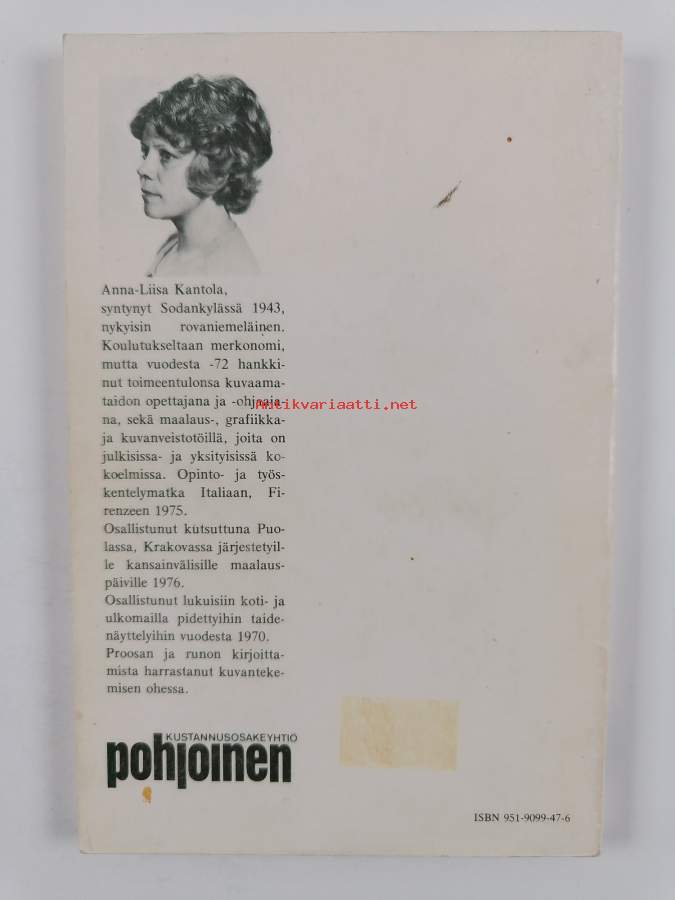 Anna-Liisa Kantola,
syntynyt Sodankylässä 1943,
nykyisin rovaniemeläinen.
Koulutukseltaan merkonomi,
mutta vuodesta -72 hankki-
nut toimeentulonsa kuvaama-
taidon opettajana ja -ohjaaja-
Antikvariaatti.net
na, sekä maalaus-, grafiikka-
ja kuvanveistotöillä, joita on
julkisissa- ja yksityisissä ko-
koelmissa. Opinto- ja työs-
kentelymatka Italiaan, Fi-
renzeen 1975.
Osallistunut kutsuttuna Puo-
lassa, Krakovassa järjestetyil-
le kansainvälisille maalaus-
päiville 1976.
Osallistunut lukuisiin koti- ja
ulkomailla pidettyihin taide-
näyttelyihin vuodesta 1970.
Proosan ja runon kirjoitta-
mista harrastanut kuvanteke-
misen ohessa.
KUSTANNUSOSAKEYHTIÖ
pohjoinen
ISBN 951-9099-47-6